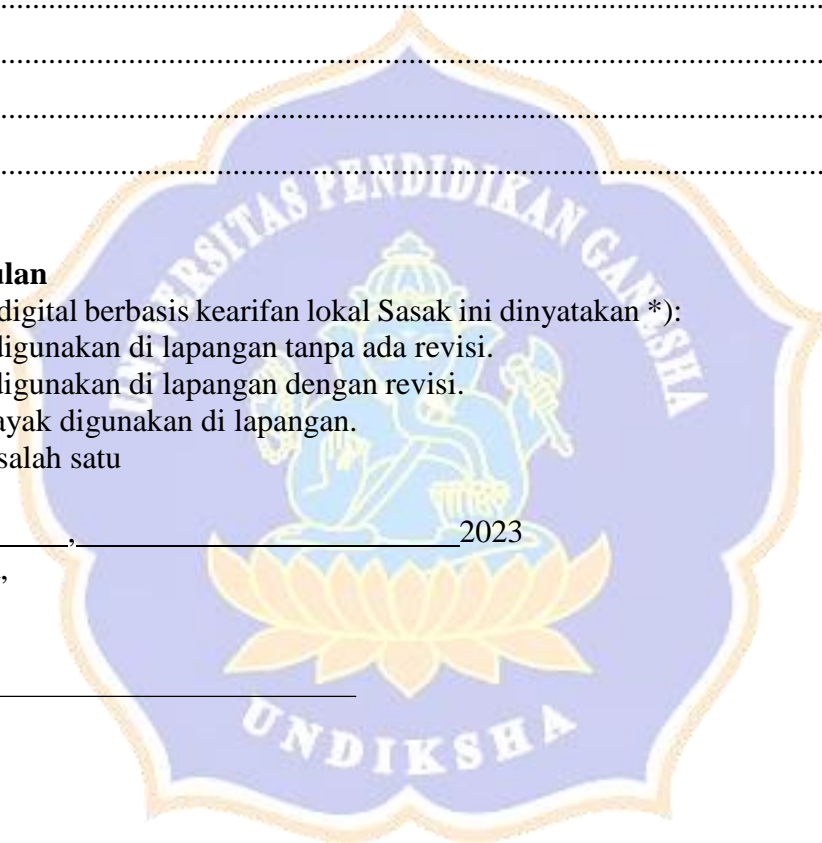 ....................................................................................................
....................................................................................................
....................................................................................................
....................................................................................................
ulan
digital berbasis kearifan lokal Sasak ini dinyatakan *):
digunakan di lapangan tanpa ada revisi.
digunakan di lapangan dengan revisi.
ayak digunakan di lapangan.
salah satu
,2023
,
UNIVERSITAS PENDIDIKAN GANESHA
UNDIKSHA